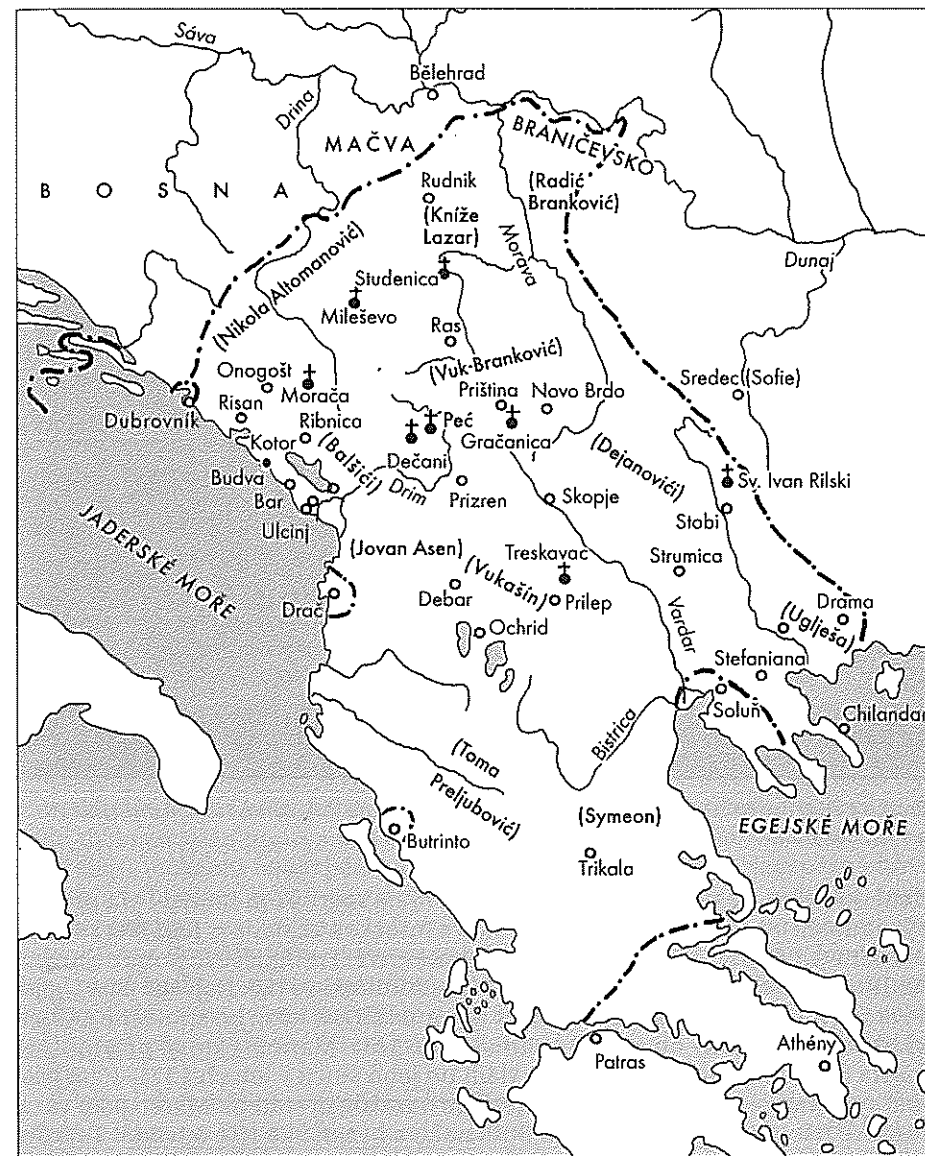 Sáva
Bělehrad
Drina
MAČVA
BRANIČEVSKO
BOSNA
Rudnik
(Kníže
Lazar)
(Radić
Branković)
Morava
Dunaj
(Nikola Altomanović)
Studenica
Mileševo
Ras
(Vuk-Branković)
Onogošt
Morača
Priština
Novo Brdo
Sredec (Sofie)
Dubrovník
Risan
Ribnica
Peć
Gračanica
Kotor
(Balšići)
Dečani
(Dejanovići)
Budva
Drim
Prizren
Skopje
Sv. Ivan Rilski
Bar
Stobi
Ulcinj
JADERSKÉ MOŘE
(Jovan Asen)
Treskavac
Strumica
(Vukašin)
Drač
Debar
Prilep
Drama
(Uglješa)
Ochrid
Vardar
Stefaniana
Soluň
Chilandar
Bistrica
(Toma
Preljubović)
(Symeon)
EGEJSKÉ MOŘE
Butrinto
Trikala
Patras
Athény